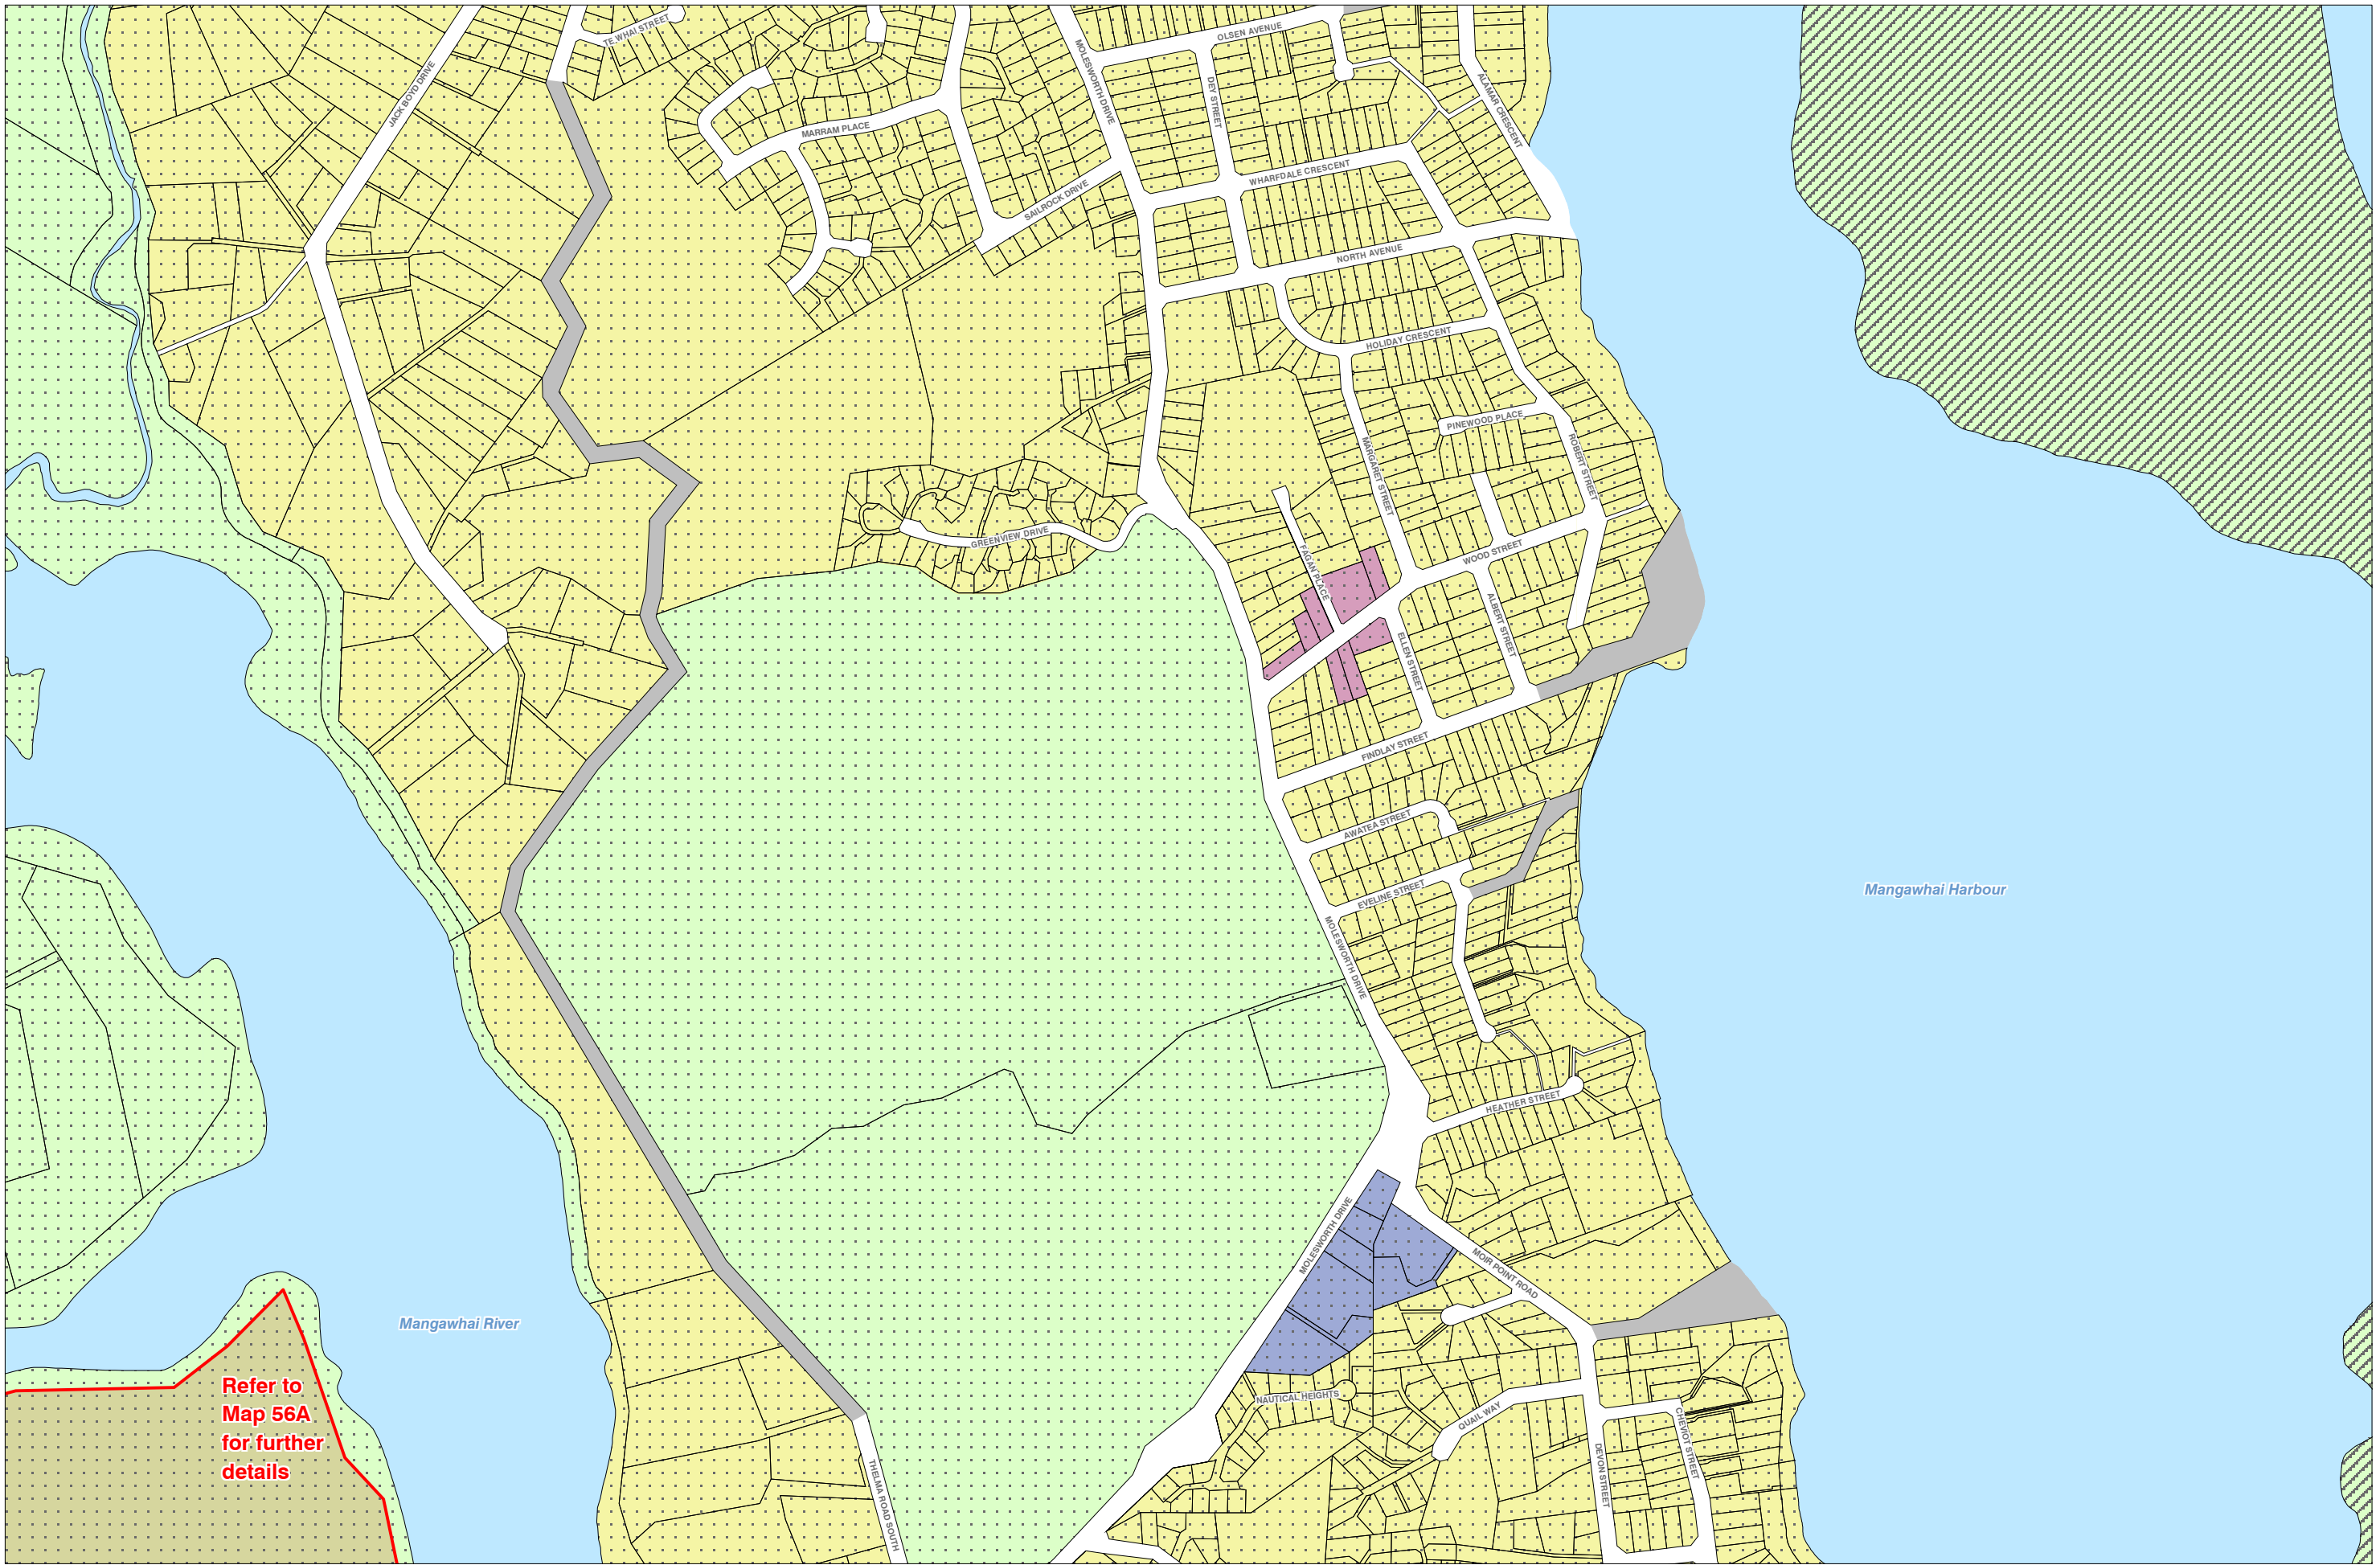 TE WHAI STREET
OLSEN AVENUE
MOLESWORTH DRIVE
JACK BOYD DRIVE
DEY STREET
ALAMAR CRESCENT
MARRAM PLACE
WHARFDALE CRESCENT
SAILROCK DRIVE
NORTH AVENUE
HOLIDAY CRESCENT
PINEWOOD PLACE
MARGARET STREET
ROBERT STREET
GREENVIEW DRIVE
WOOD STREET
FAGAN PLACE
ALBERT STREET
ELLEN STREET
FINDLAY STREET
AWATEA STREET
EVELINE STREET
Mangawhai Harbour
MOLESWORTH DRIVE
HEATHER STREET
MOLESWORTH DRIVE
MOIR POINT ROAD
Mangawhai River
Refer to
Map 56A
for further
details
NAUTICAL HEIGHTS
QUAIL WAY
CHEVIOT STREET
DEVON STREET
THELMA ROAD SOUTH